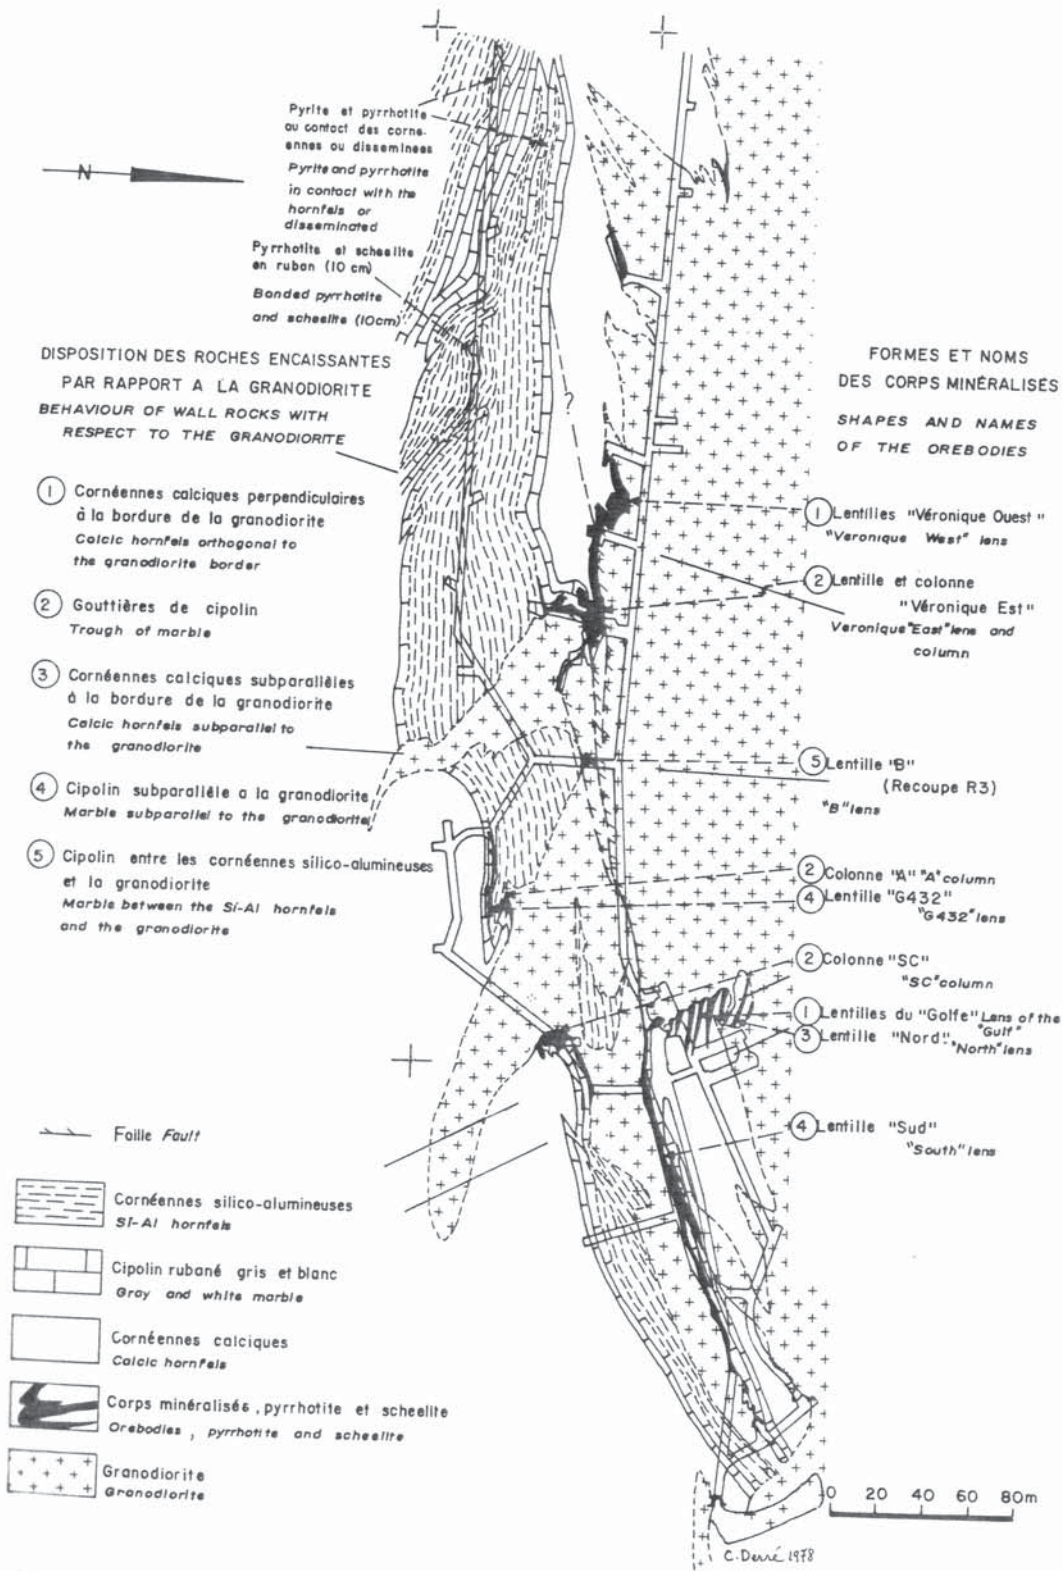 Pyrite et pyrrhotite
au contact des corné-
ennes ou disseminées
Pyrite and pyrrhotite
in contact with the
hornfels or
disseminated
N
Pyrrhotite et scheelite
en ruban (10 cm)
Banded pyrrhotite
and scheelite (10cm)
DISPOSITION DES ROCHES ENCAISSANTES
PAR RAPPORT A LA GRANODIORITE
BEHAVIOUR OF WALL ROCKS WITH
RESPECT TO THE GRANODIORITE
1 Cornéennes calciques perpendiculaires
à la bordure de la granodiorite
Calcic hornfels orthogonal to
the granodiorite border
2 Gouttières de cipolin
Trough of marble
3 Cornéennes calciques subparallèles
à la bordure de la granodiorite
Calcic hornfels subparallel to
the granodiorite
4 Cipolin subparallèle a la granodiorite
Marble subparallel to the granodiorite
5 Cipolin entre les cornéennes silico-alumineuses
et la granodiorite
Marble between the Si-Al hornfels
and the granodiorite
?
FORMES ET NOMS
DES CORPS MINÉRALISÉS
SHAPES AND NAMES
OF THE OREBODIES
1 Lentilles "Véronique Ouest"
"Veronique West" lens
2 Lentille et colonne
"Véronique Est"
Veronique "East" lens and
column
5 Lentille "B"
(Recoupe R3)
"B" lens
2 Colonne "A" "A" column
4 Lentille "G432"
"G432" lens
2 Colonne "SC"
"SC" column
1 Lentilles du "Golfe" Lens of the
"Gulf"
3 Lentille "Nord" "North" lens
4 Lentille "Sud"
"South" lens
Faille Fault
Cornéennes silico-alumineuses
Si-Al hornfels
Cipolin rubané gris et blanc
Gray and white marble
Cornéennes calciques
Calcic hornfels
Corps minéralisés, pyrrhotite et scheelite
Orebodies, pyrrhotite and scheelite
Granodiorite
Granodiorite
0 20 40 60 80m
C. Derré 1978